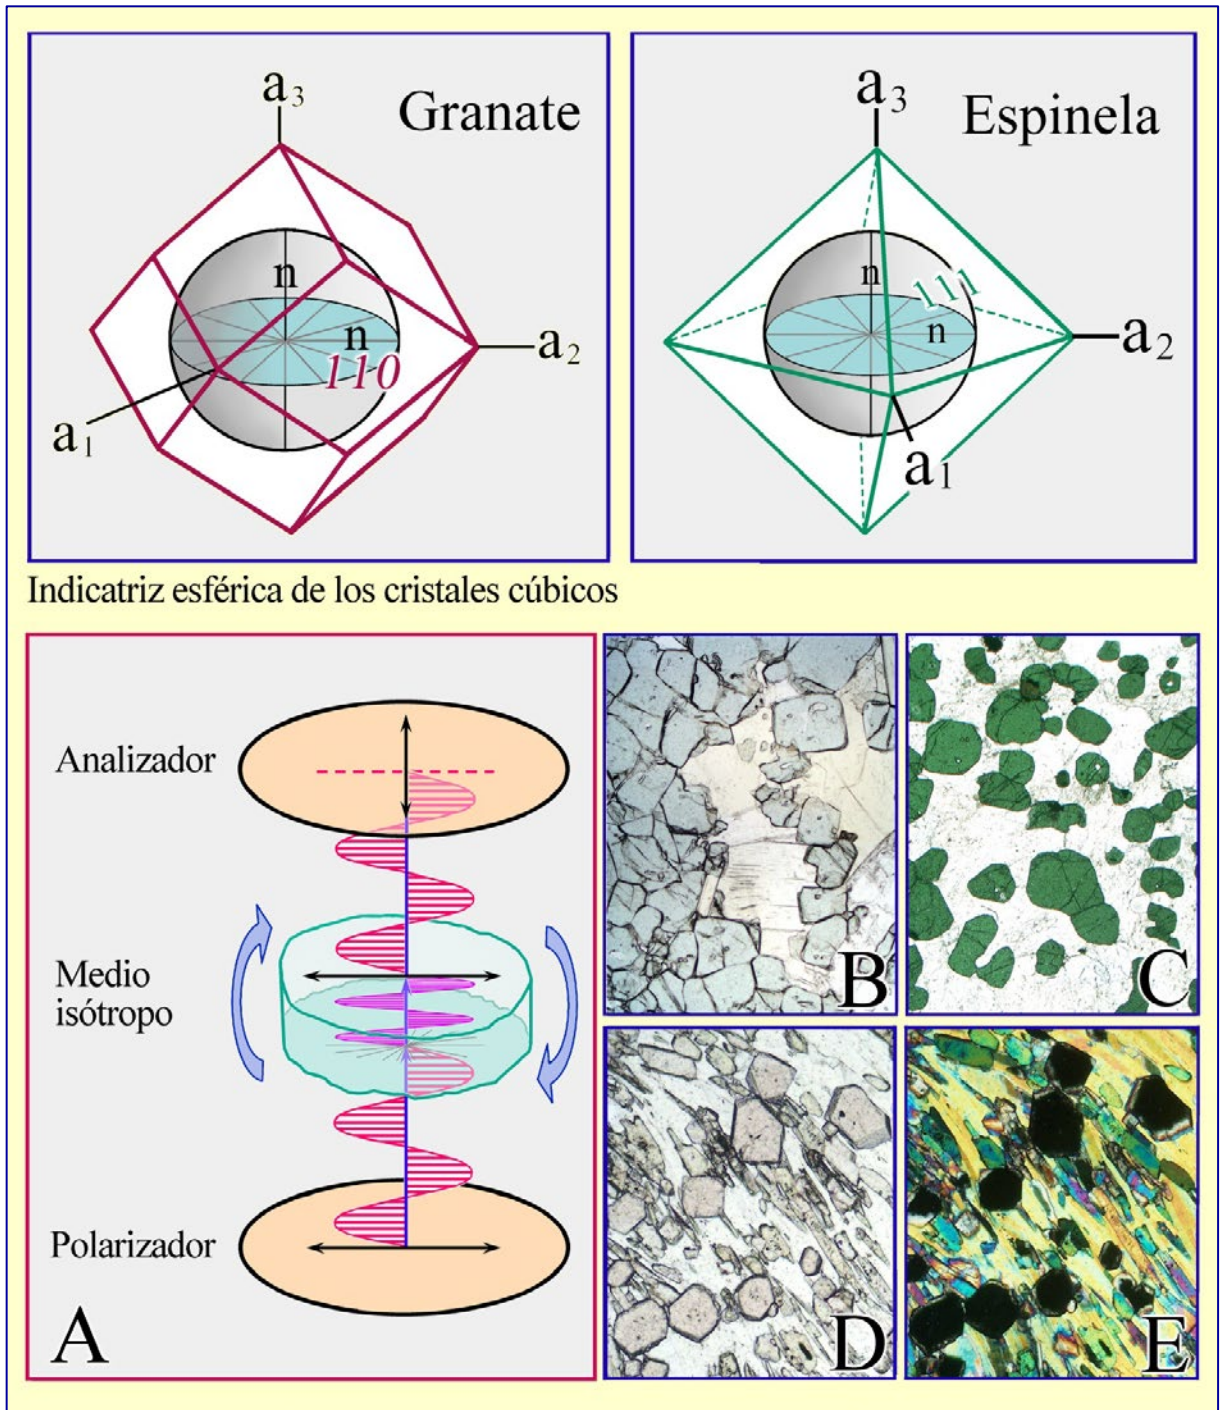 a3
Granate
n
n
110
a2
a1
a3
Espinela
n
111
n
a2
a1
Indicatriz esférica de los cristales cúbicos
Analizador
Medio
isótropo
Polarizador
A
B
C
D
E